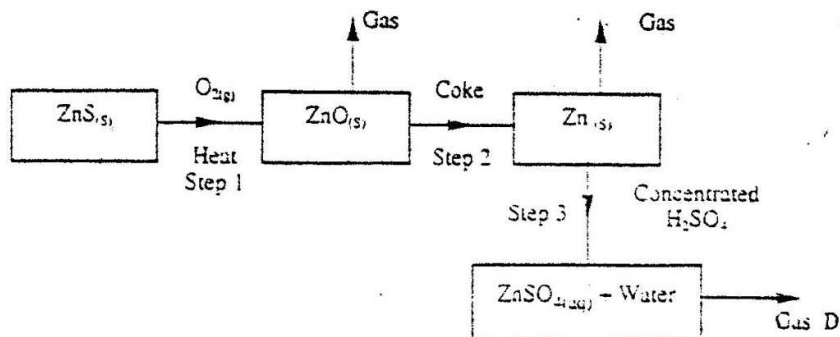 Gas
Gas
ZnS(s)
O2(g)
Heat
Step 1
ZnO(s)
Coke
Step 2
Zn (s)
Step 3
Concentrated
H2SO4
ZnSO4(aq) – Water
Gas D